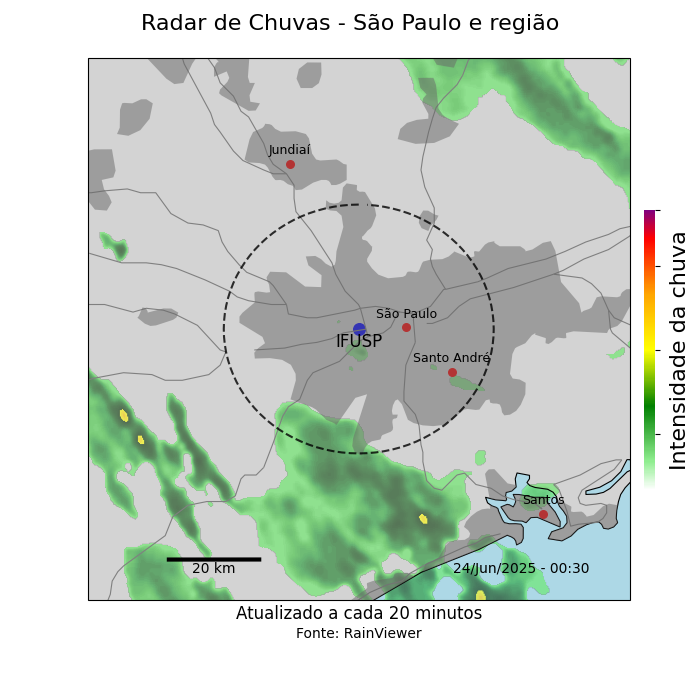 Radar de Chuvas - São Paulo e região
Jundiaí
São Paulo
IFUSP
Santo André
Santos
20 km
24/Jun/2025 - 00:30
Intensidade da chuva
Atualizado a cada 20 minutos
Fonte: RainViewer